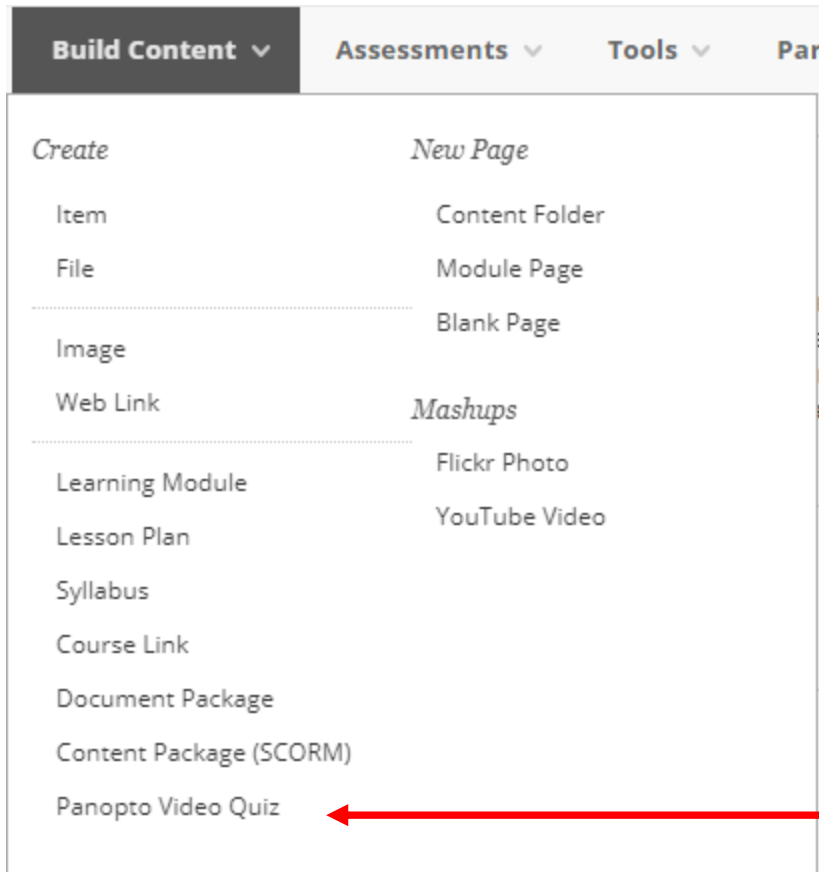 Build Content
Assessments
Tools
Par
Create
Item
File
Image
Web Link
Learning Module
Lesson Plan
Syllabus
Course Link
Document Package
Content Package (SCORM)
Panopto Video Quiz
New Page
Content Folder
Module Page
Blank Page
Mashups
Flickr Photo
YouTube Video